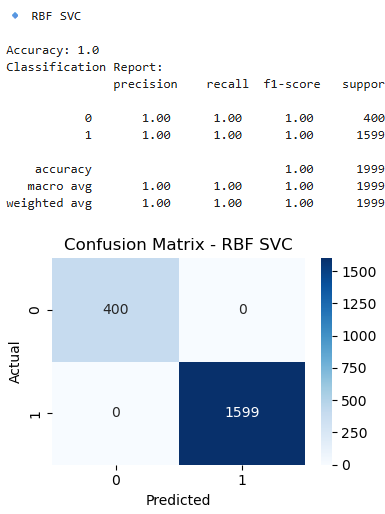 🔹 RBF SVC
Accuracy: 1.0
Classification Report:
precision recall f1-score suppor
0 1.00 1.00 1.00 400
1 1.00 1.00 1.00 1599
accuracy 1.00 1999
macro avg 1.00 1.00 1.00 1999
weighted avg 1.00 1.00 1.00 1999
Confusion Matrix - RBF SVC
Actual
0
1
400 0
0 1599
0 1
Predicted
1500
1250
1000
750
500
250
0